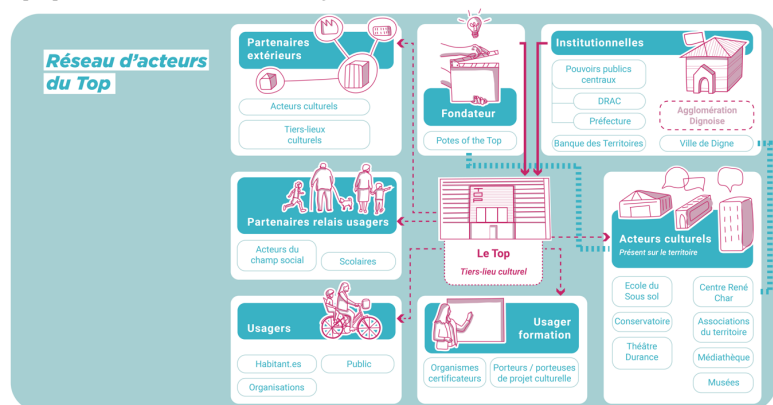 Réseau d'acteurs
du Top
Partenaires
extérieurs
Acteurs culturels
Tiers-lieux
culturels
Fondateur
Potes of the Top
Institutionnelles
Pouvoirs publics
centraux
DRAC
Préfecture
Banque des Territoires
Agglomération
Dignoise
Ville de Digne
Partenaires relais usagers
Acteurs du
champ social
Scolaires
TOP
Le Top
Tiers-lieu culturel
Acteurs culturels
Présent sur le territoire
Ecole du
Sous sol
Conservatoire
Théâtre
Durance
Centre René
Char
Associations
du territoire
Médiathèque
Musées
Usagers
Habitant.es
Public
Organisations
Usager
formation
Organismes
certificateurs
Porteurs / porteuses
de projet culturelle